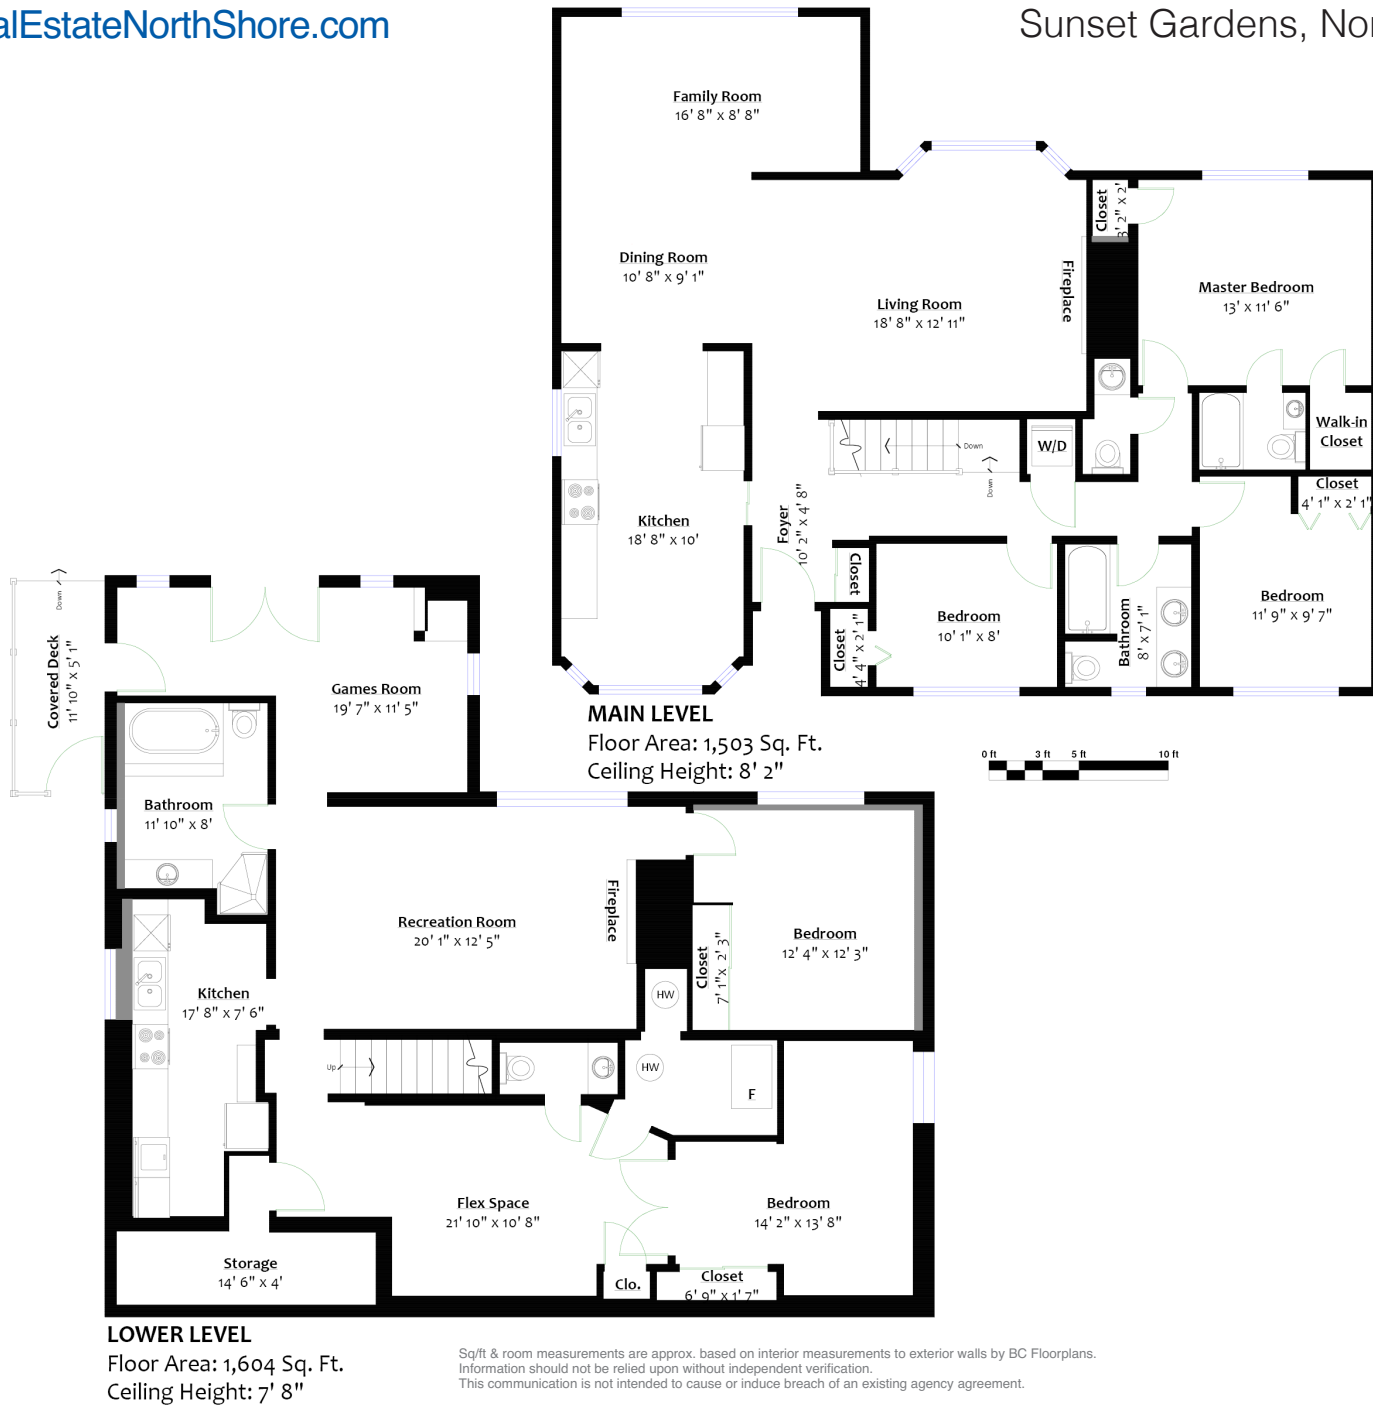 alEstateNorthShore.com
Sunset Gardens, Nor
Family Room
16' 8" x 8' 8"
Dining Room
10' 8" x 9' 1"
Living Room
18' 8" x 12' 11"
Fireplace
Closet
3' 2" x 2'
Master Bedroom
13' x 11' 6"
Walk-in
Closet
Closet
4' 1" x 2' 1"
W/D
Down
Down
Kitchen
18' 8" x 10'
Foyer
10' 2" x 4' 8"
Closet
Closet
4' 4" x 2' 1"
Bedroom
10' 1" x 8'
Bathroom
8' x 7' 1"
Bedroom
11' 9" x 9' 7"
MAIN LEVEL
Floor Area: 1,503 Sq. Ft.
Ceiling Height: 8' 2"
0 ft 3 ft 5 ft 10 ft
Down
Covered Deck
11' 10" x 5' 1"
Games Room
19' 7" x 11' 5"
Bathroom
11' 10" x 8'
Recreation Room
20' 1" x 12' 5"
Fireplace
Bedroom
12' 4" x 12' 3"
Closet
7' 1" x 2' 3"
Kitchen
17' 8" x 7' 6"
HW
HW
F
Up
Flex Space
21' 10" x 10' 8"
Bedroom
14' 2" x 13' 8"
Storage
14' 6" x 4'
Clo.
Closet
6' 9" x 1' 7"
LOWER LEVEL
Floor Area: 1,604 Sq. Ft.
Ceiling Height: 7' 8"
Sq/ft & room measurements are approx. based on interior measurements to exterior walls by BC Floorplans.
Information should not be relied upon without independent verification.
This communication is not intended to cause or induce breach of an existing agency agreement.